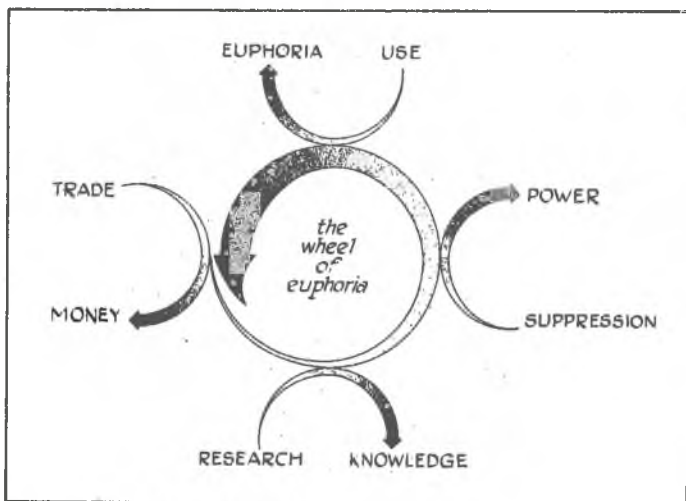 EUPHORIA USE
TRADE
POWER
the
wheel
of
euphoria
MONEY
SUPPRESSION
RESEARCH KNOWLEDGE